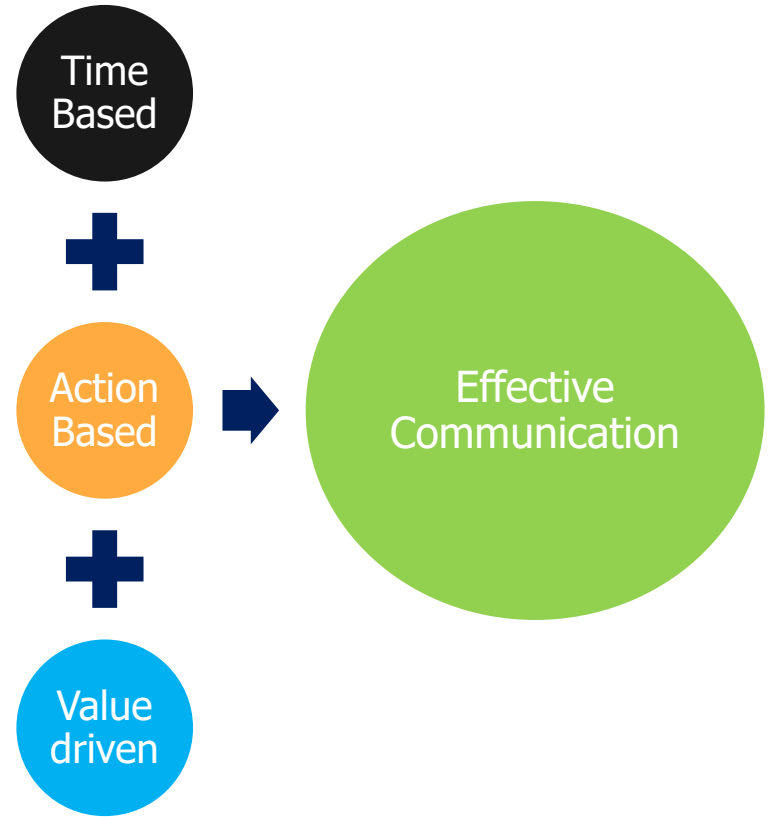 Time
Based
Action
Based
Value
driven
Effective
Communication